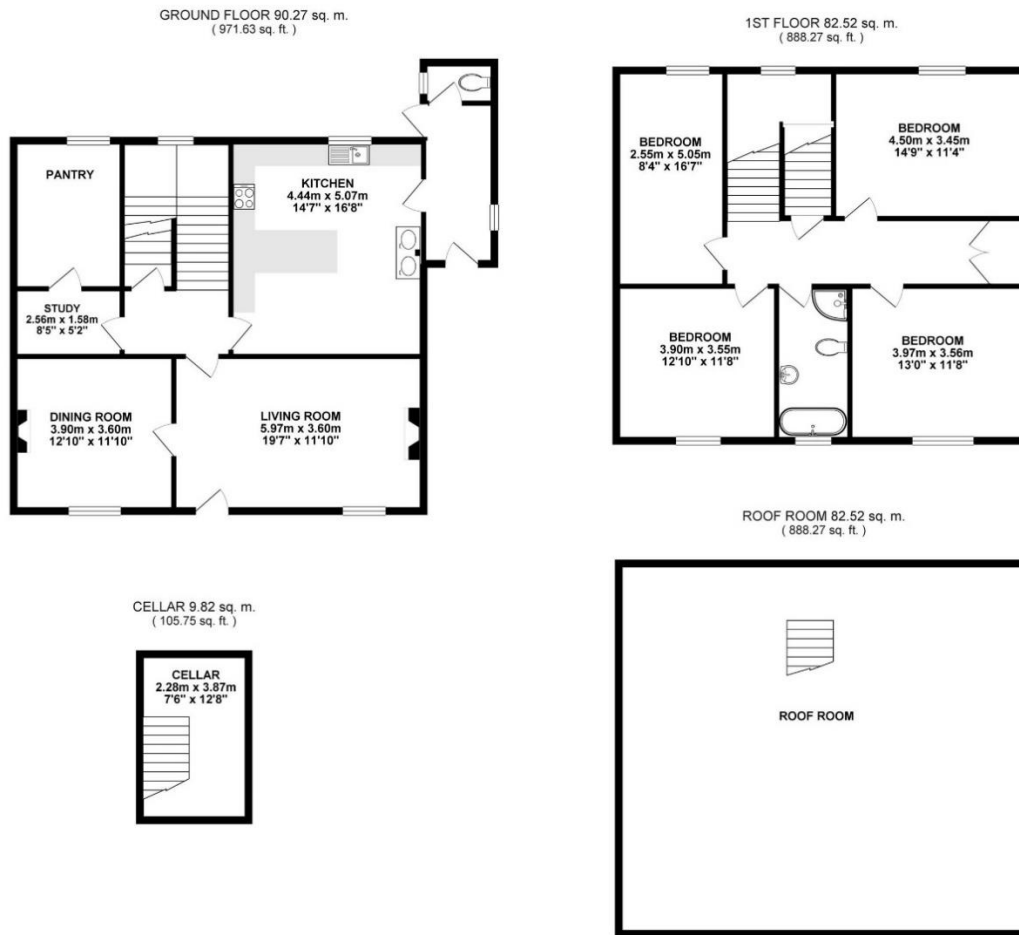 GROUND FLOOR 90.27 sq. m.
( 971.63 sq. ft. )
PANTRY
KITCHEN
4.44m x 5.07m
14'7" x 16'8"
STUDY
2.56m x 1.58m
8'5" x 5'2"
DINING ROOM
3.90m x 3.60m
12'10" x 11'10"
LIVING ROOM
5.97m x 3.60m
19'7" x 11'10"
1ST FLOOR 82.52 sq. m.
( 888.27 sq. ft. )
BEDROOM
2.55m x 5.05m
8'4" x 16'7"
BEDROOM
4.50m x 3.45m
14'9" x 11'4"
BEDROOM
3.90m x 3.55m
12'10" x 11'8"
BEDROOM
3.97m x 3.56m
13'0" x 11'8"
CELLAR 9.82 sq. m.
( 105.75 sq. ft. )
CELLAR
2.28m x 3.87m
7'6" x 12'8"
ROOF ROOM 82.52 sq. m.
( 888.27 sq. ft. )
ROOF ROOM